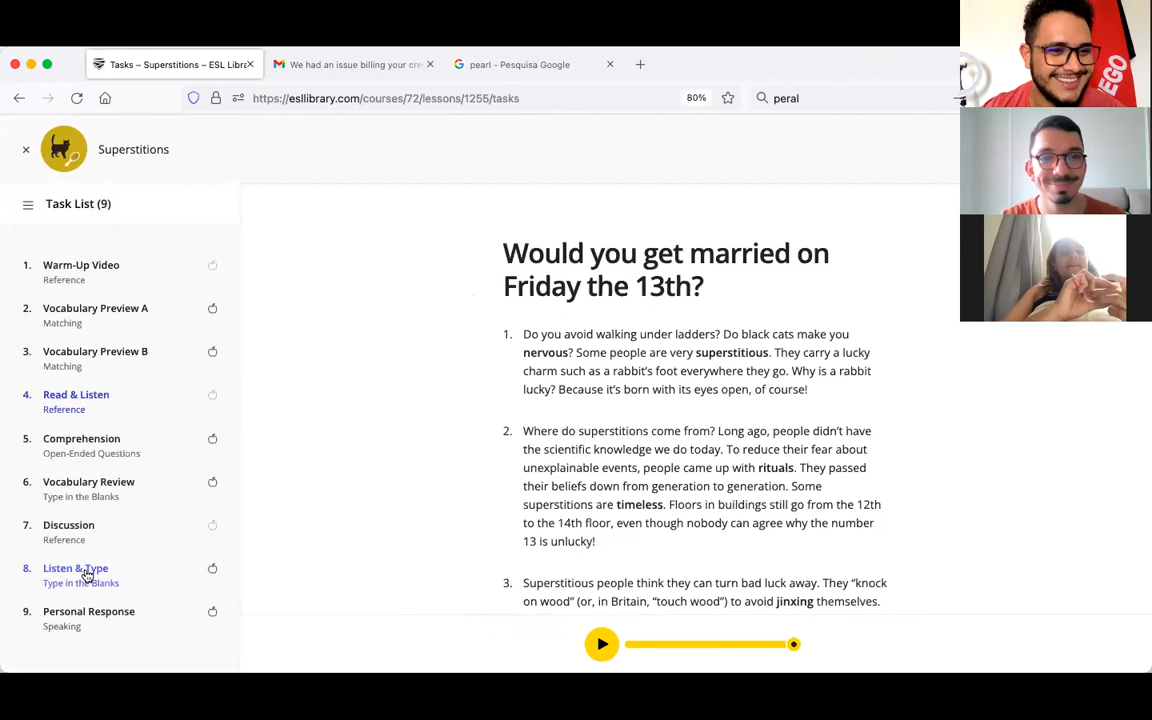 Tasks – Superstitions – ESL Libra
We had an issue billing your cre
pearl - Pesquisa Google
https://esllibrary.com/courses/72/lessons/1255/tasks
80%
peral
Superstitions
Task List (9)
1. Warm-Up Video
Reference
2. Vocabulary Preview A
Matching
3. Vocabulary Preview B
Matching
4. Read & Listen
Reference
5. Comprehension
Open-Ended Questions
6. Vocabulary Review
Type in the Blanks
7. Discussion
Reference
8. Listen & Type
Type in the Blanks
9. Personal Response
Speaking
Would you get married on
Friday the 13th?
1. Do you avoid walking under ladders? Do black cats make you
nervous? Some people are very superstitious. They carry a lucky
charm such as a rabbit’s foot everywhere they go. Why is a rabbit
lucky? Because it’s born with its eyes open, of course!
2. Where do superstitions come from? Long ago, people didn’t have
the scientific knowledge we do today. To reduce their fear about
unexplainable events, people came up with rituals. They passed
their beliefs down from generation to generation. Some
superstitions are timeless. Floors in buildings still go from the 12th
to the 14th floor, even though nobody can agree why the number
13 is unlucky!
3. Superstitious people think they can turn bad luck away. They “knock
on wood” (or, in Britain, “touch wood”) to avoid jinxing themselves.